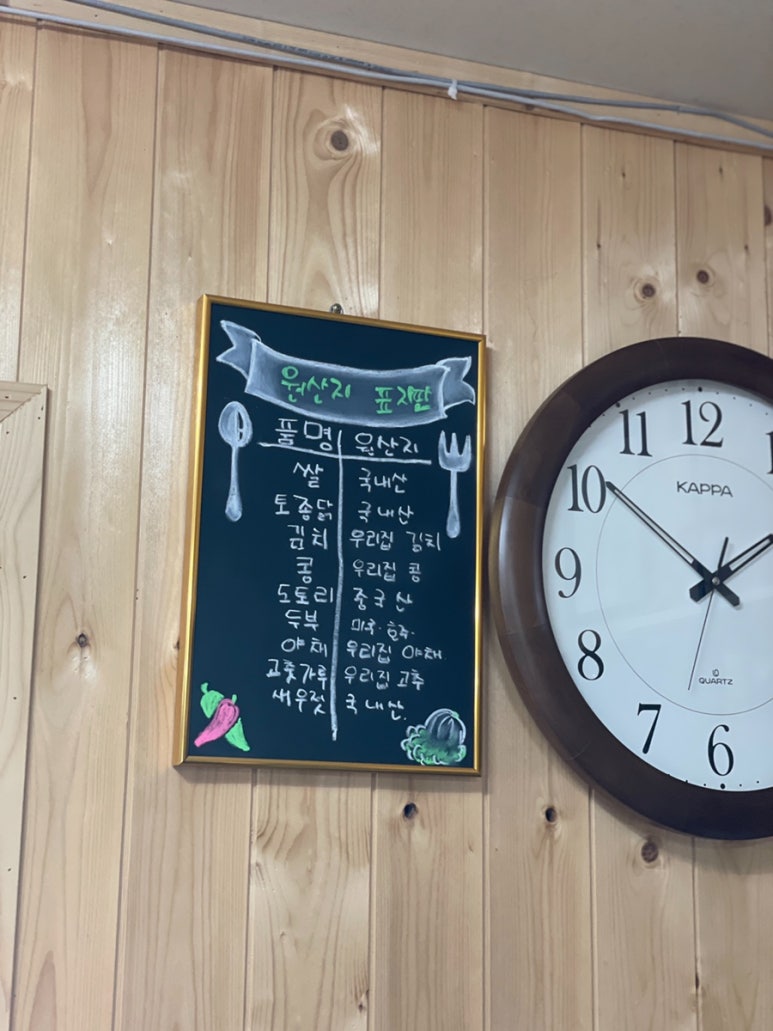 원산지 표지판
품명 원산지
쌀 국내산
토종닭 국내산
김치 우리집 김치
콩 우리집 콩
도토리 중국산
두부 미국. 호주.
야채 우리집 야채.
고춧가루 우리집 고추
새우젓 국내산.
11 12 1
10
KAPPA
9
8
QUARTZ
7 6